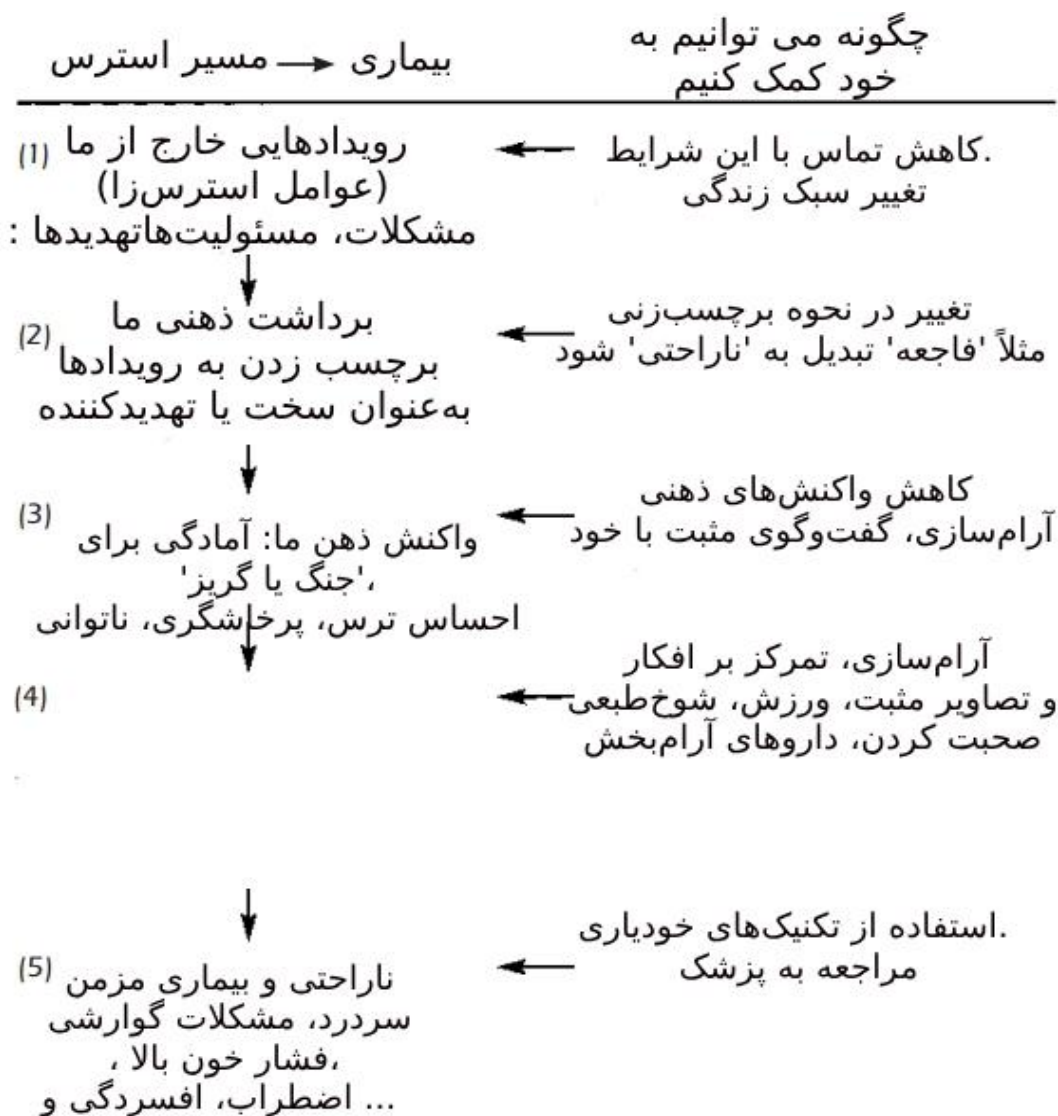 چگونه می توانیم به
خود کمک کنیم
مسیر استرس → بیماری
(1) رویدادهایی خارج از ما
(عوامل استرس‌زا)
مشکلات، مسئولیت‌هاتهدیدها :
.کاهش تماس با این شرایط
تغییر سبک زندگی
(2) برداشت ذهنی ما
برچسب زدن به رویدادها
به‌عنوان سخت یا تهدیدکننده
تغییر در نحوه برچسب‌زنی
مثلاً 'فاجعه' تبدیل به 'ناراحتی' شود
(3)
واکنش ذهن ما: آمادگی برای
،'جنگ یا گریز'
احساس ترس، پرخاشگری، ناتوانی
کاهش واکنش‌های ذهنی
آرام‌سازی، گفت‌وگوی مثبت با خود
(4)
آرام‌سازی، تمرکز بر افکار
و تصاویر مثبت، ورزش، شوخ‌طبعی
صحبت کردن، داروهای آرام‌بخش
(5) ناراحتی و بیماری مزمن
سردرد، مشکلات گوارشی
،فشار خون بالا ،
... اضطراب، افسردگی و
.استفاده از تکنیک‌های خودیاری
مراجعه به پزشک